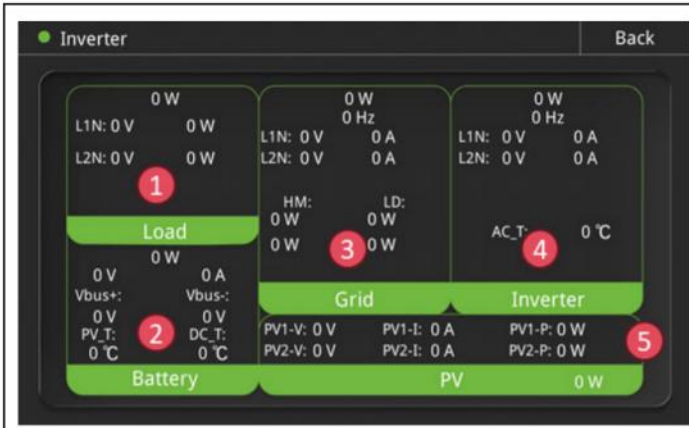 Inverter
Back
0 W
L1N: 0 V 0 W
L2N: 0 V 0 W
1
Load
0 W
0 V 0 A
Vbus+: Vbus-:
0 V 0 V
PV_T: DC_T:
0 ℃ 0 ℃
2
Battery
0 W
0 Hz
L1N: 0 V 0 A
L2N: 0 V 0 A
HM: LD:
0 W 0 W
0 W 0 W
3
Grid
0 W
0 Hz
L1N: 0 V 0 A
L2N: 0 V 0 A
AC_T: 0 ℃
4
Inverter
PV1-V: 0 V PV1-I: 0 A PV1-P: 0 W
PV2-V: 0 V PV2-I: 0 A PV2-P: 0 W
5
PV 0 W